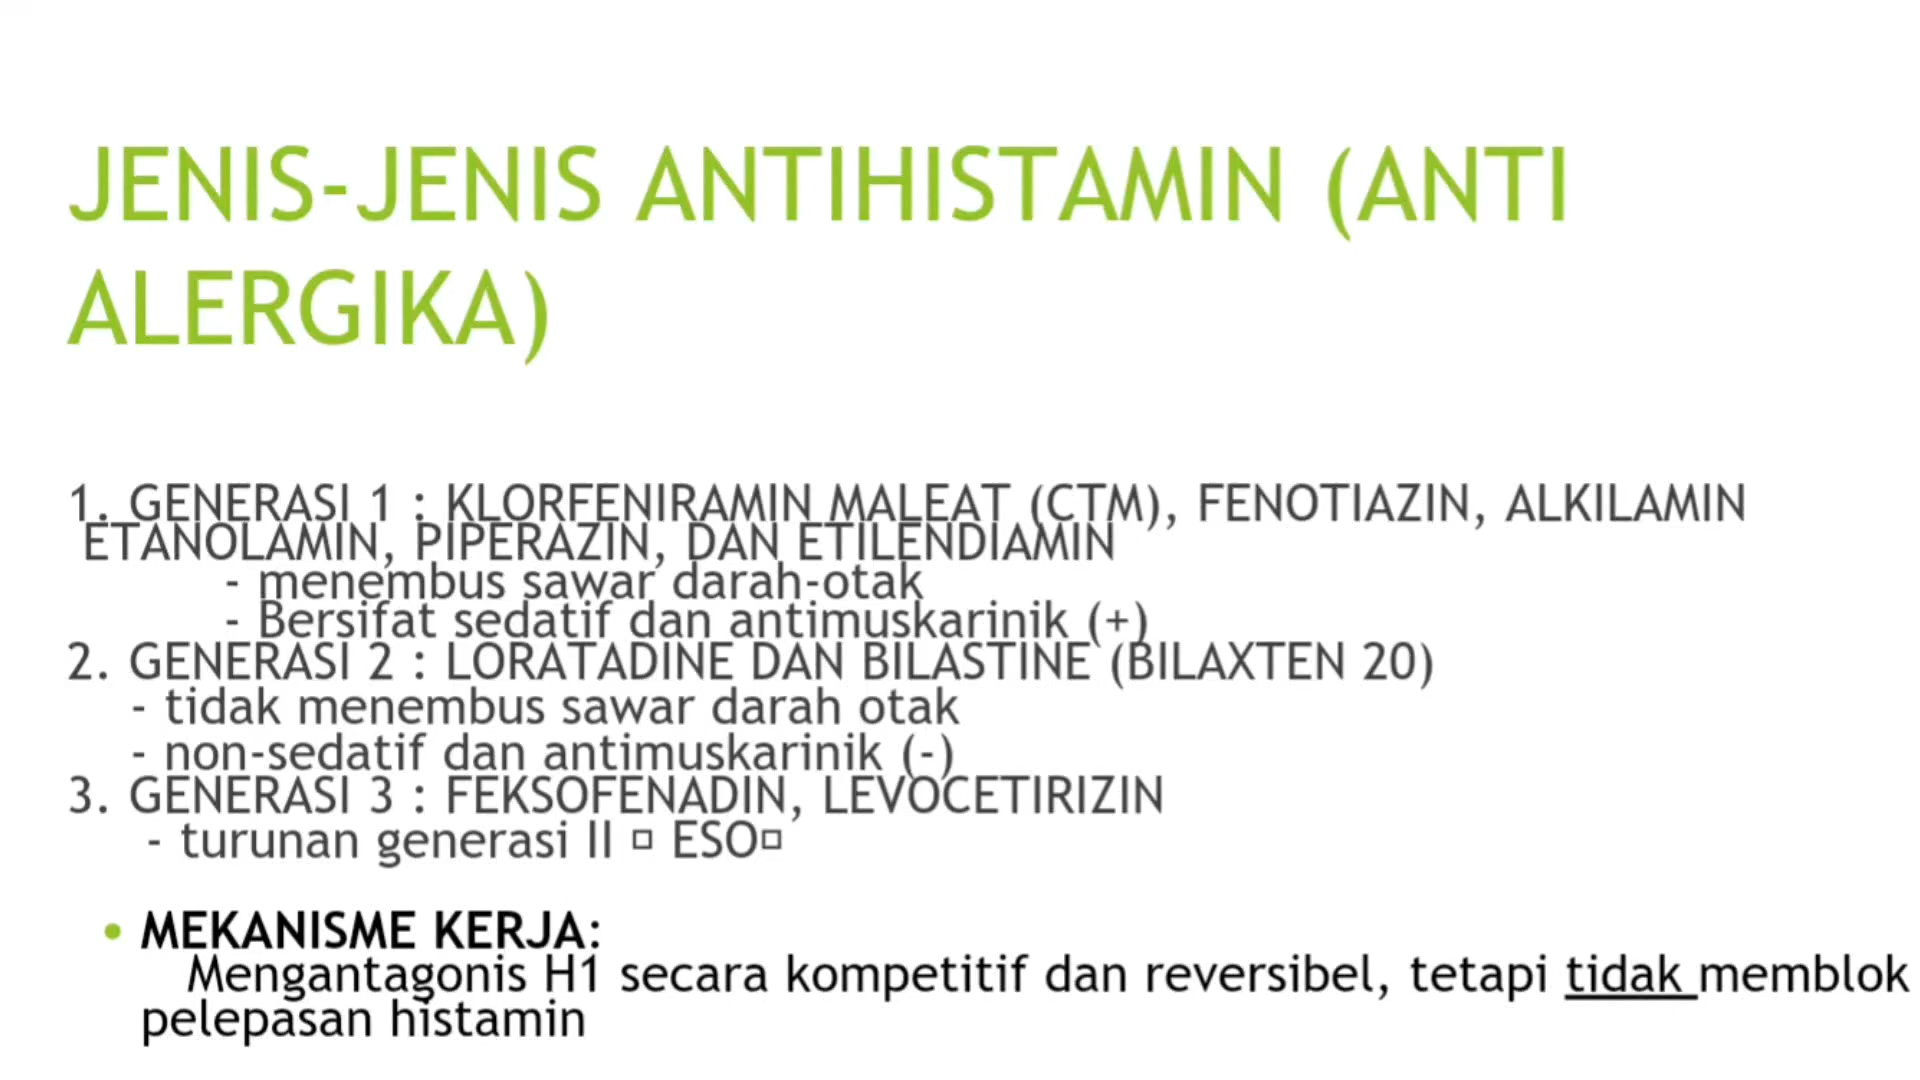 JENIS-JENIS ANTIHISTAMIN (ANTI
ALERGIKA)
1. GENERASI 1 : KLORFENIRAMIN MALEAT (CTM), FENOTIAZIN, ALKILAMIN
ETANOLAMIN, PIPERAZIN, DAN ETILENDIAMIN
- menembus sawar darah-otak
- Bersifat sedatif dan antimuskarinik (+)
2. GENERASI 2 : LORATADINE DAN BILASTINE (BILAXTEN 20)
- tidak menembus sawar darah otak
- non-sedatif dan antimuskarinik (-)
3. GENERASI 3 : FEKSOFENADIN, LEVOCETIRIZIN
- turunan generasi II □ ESO□
• MEKANISME KERJA:
Mengantagonis H1 secara kompetitif dan reversibel, tetapi tidak memblok
pelepasan histamin